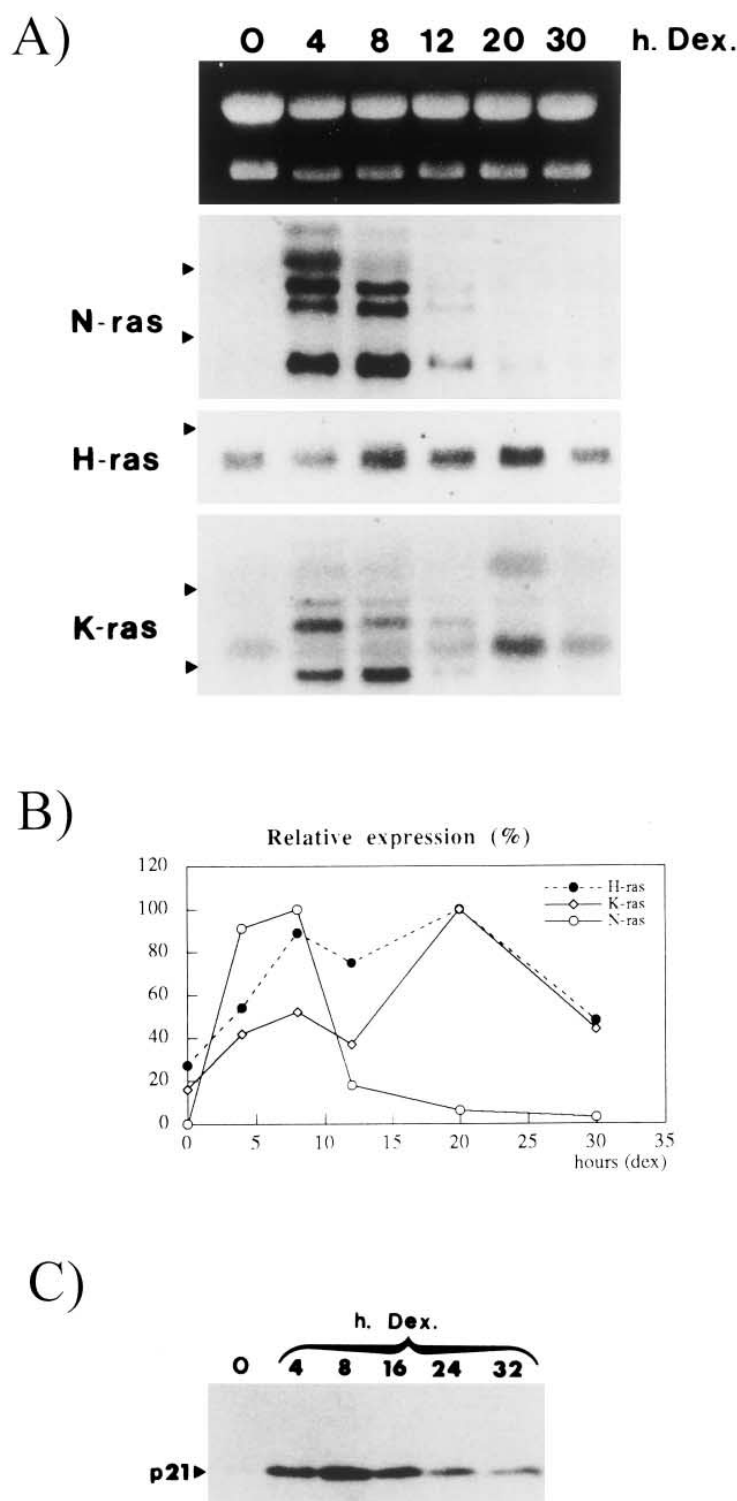 A)
0 4 8 12 20 30 h. Dex.
N-ras
H-ras
K-ras
B)
Relative expression (%)
120
100
80
60
40
20
0
H-ras
K-ras
N-ras
0 5 10 15 20 25 30 35
hours (dex)
C)
h. Dex.
0 4 8 16 24 32
p21